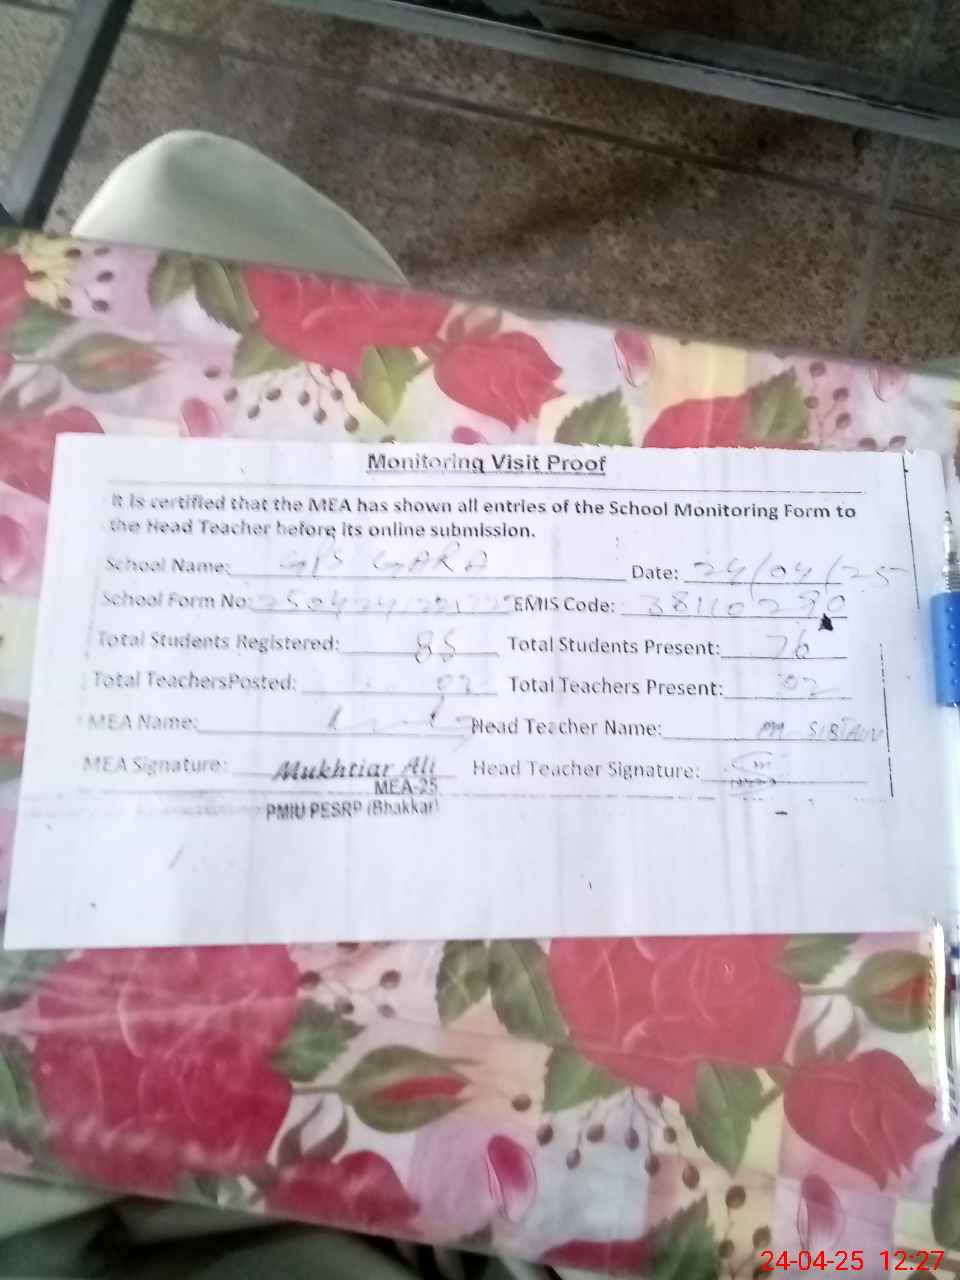 Monitoring Visit Proof
It is certified that the MEA has shown all entries of the School Monitoring Form to
the Head Teacher before its online submission.
School Name: GPS GARA Date: 24/04/25
School Form No: EMIS Code: 38110290
Total Students Registered: 85 Total Students Present: 76
Total TeachersPosted: 02 Total Teachers Present: 02
MEA Name: Head Teacher Name: M. SIBTAIN
MEA Signature: Mukhtiar Ali Head Teacher Signature:
MEA-25
PMIU PESRP (Bhakkar)
24-04-25 12:27